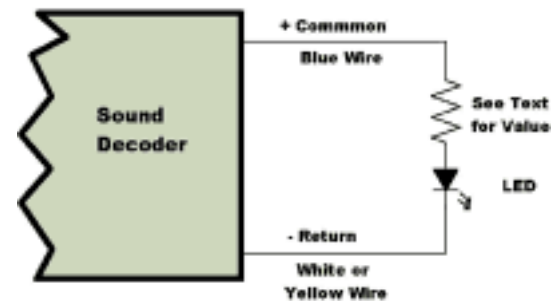 + Commmon
Blue Wire
Sound
Decoder
See Text
for Value
LED
- Return
White or
Yellow Wire